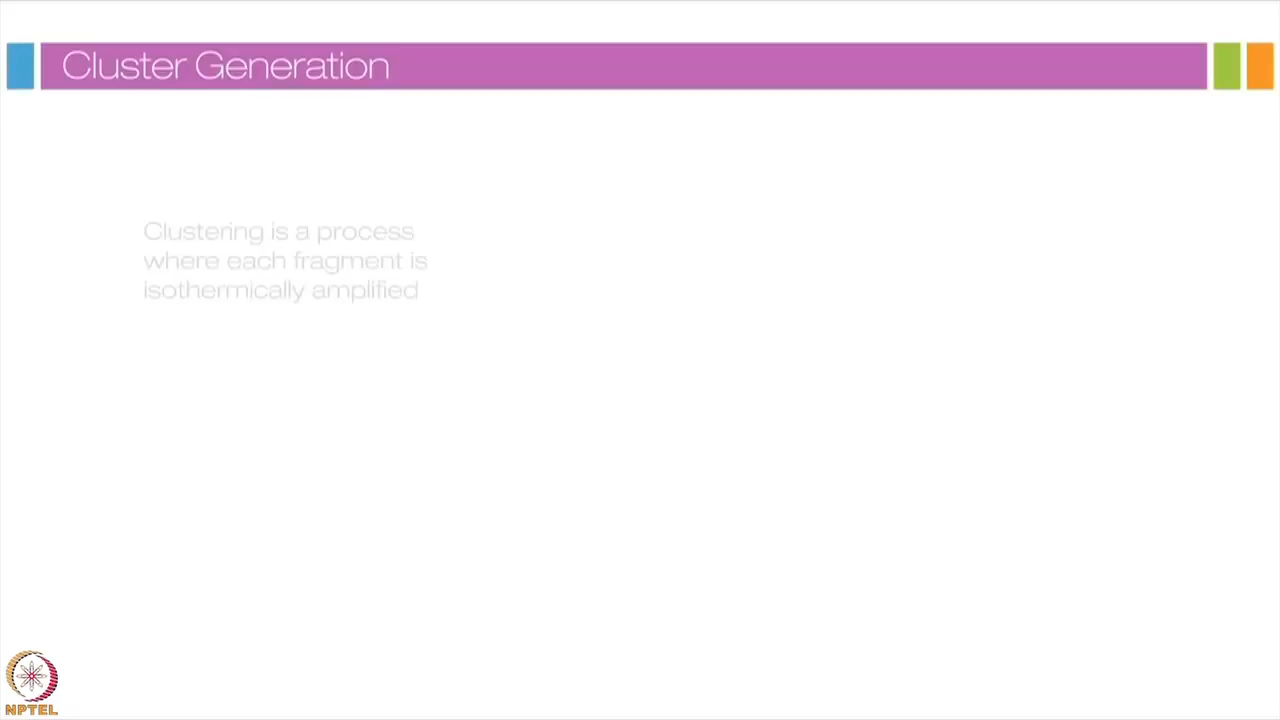 Cluster Generation
Clustering is a process
where each fragment is
isothermically amplified
NPTEL